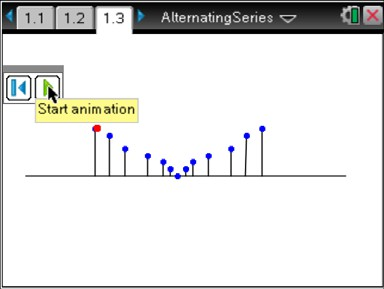 1.1 1.2 1.3 AlternatingSeries
Start animation